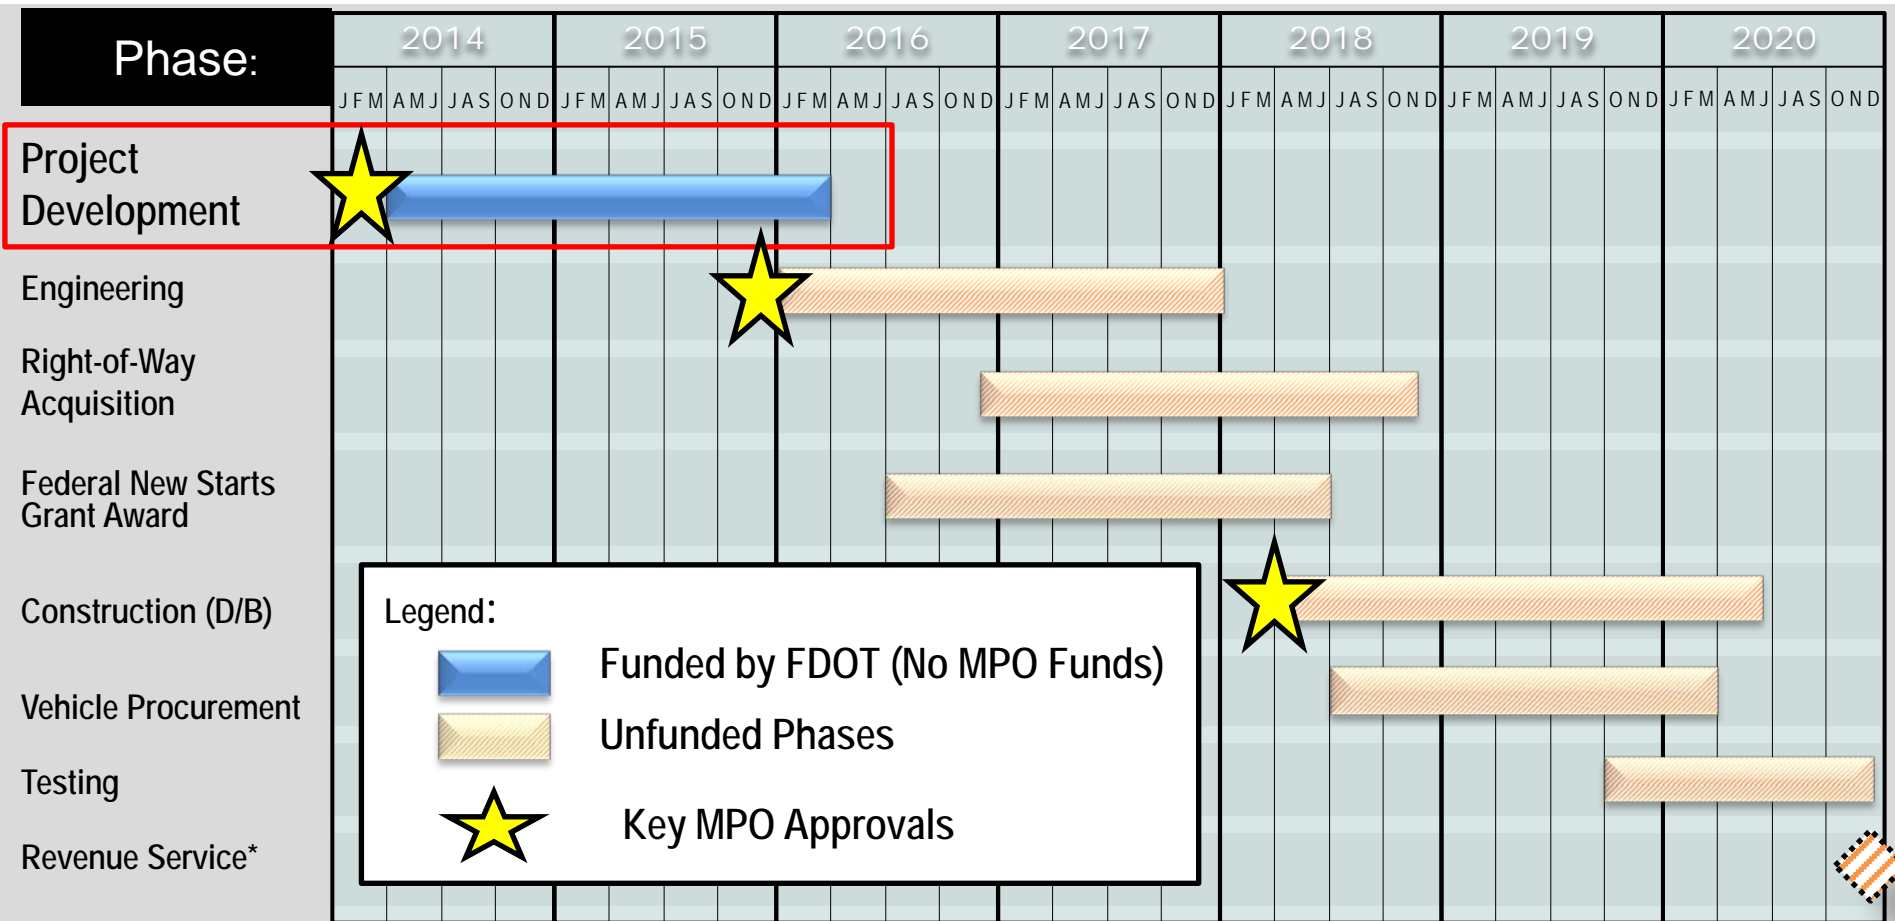 Phase:
2014 2015 2016 2017 2018 2019 2020
J F M A M J J A S O N D J F M A M J J A S O N D J F M A M J J A S O N D J F M A M J J A S O N D J F M A M J J A S O N D J F M A M J J A S O N D J F M A M J J A S O N D
Project
Development
Engineering
Right-of-Way
Acquisition
Federal New Starts
Grant Award
Construction (D/B)
Vehicle Procurement
Testing
Revenue Service*
Legend:
Funded by FDOT (No MPO Funds)
Unfunded Phases
Key MPO Approvals